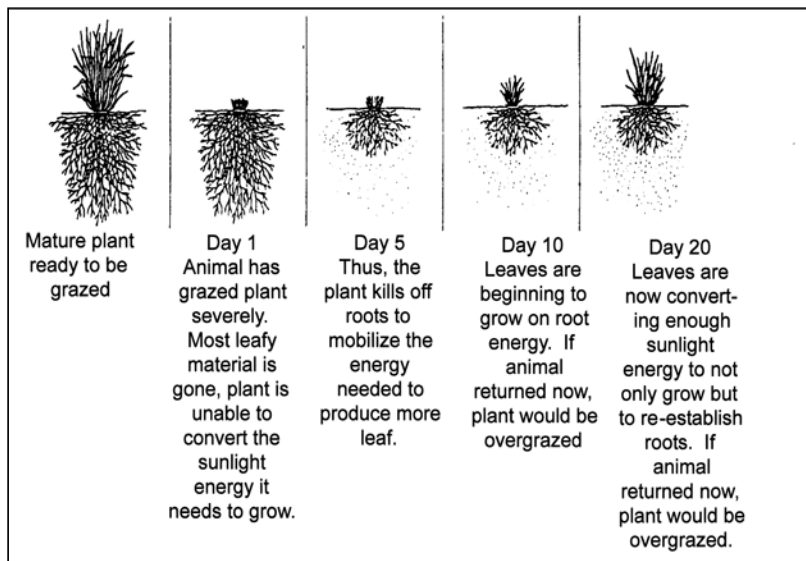 Mature plant
ready to be
grazed
Day 1
Animal has
grazed plant
severely.
Most leafy
material is
gone, plant is
unable to
convert the
sunlight
energy it
needs to grow.
Day 5
Thus, the
plant kills off
roots to
mobilize the
energy
needed to
produce more
leaf.
Day 10
Leaves are
beginning to
grow on root
energy.  If
animal
returned now,
plant would be
overgrazed
Day 20
Leaves are
now convert-
ing enough
sunlight
energy to not
only grow but
to re-establish
roots.  If
animal
returned now,
plant would be
overgrazed.